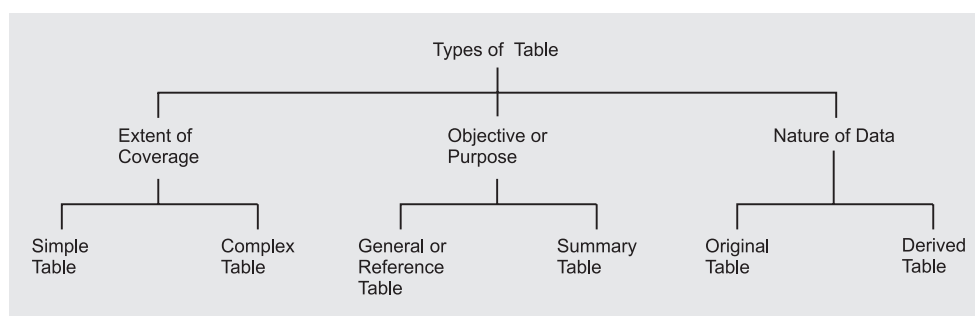 Types of Table
Extent of
Coverage
Objective or
Purpose
Nature of Data
Simple
Table
Complex
Table
General or
Reference
Table
Summary
Table
Original
Table
Derived
Table